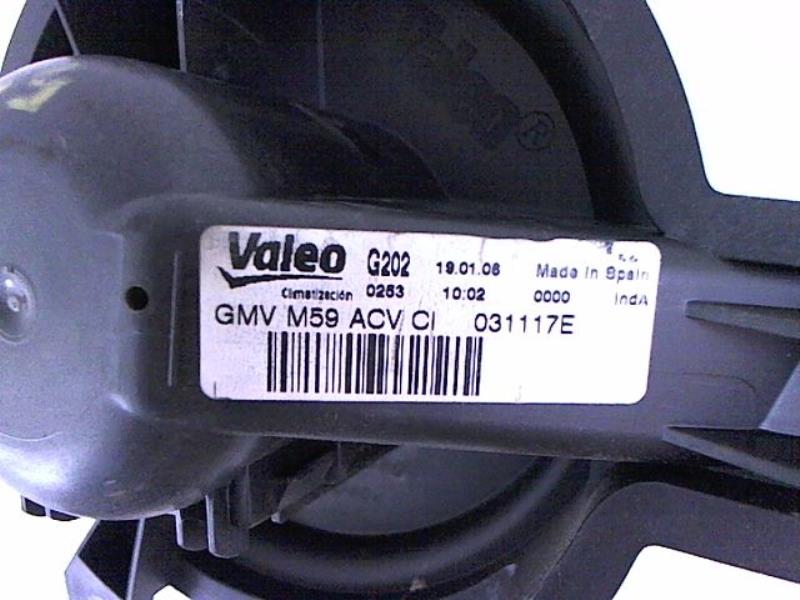 Valeo®
Valeo G202 19.01.06 Made In Spain
Climatización 0253 10:02 0000 IndA
GMV M59 ACV/CI 031117E